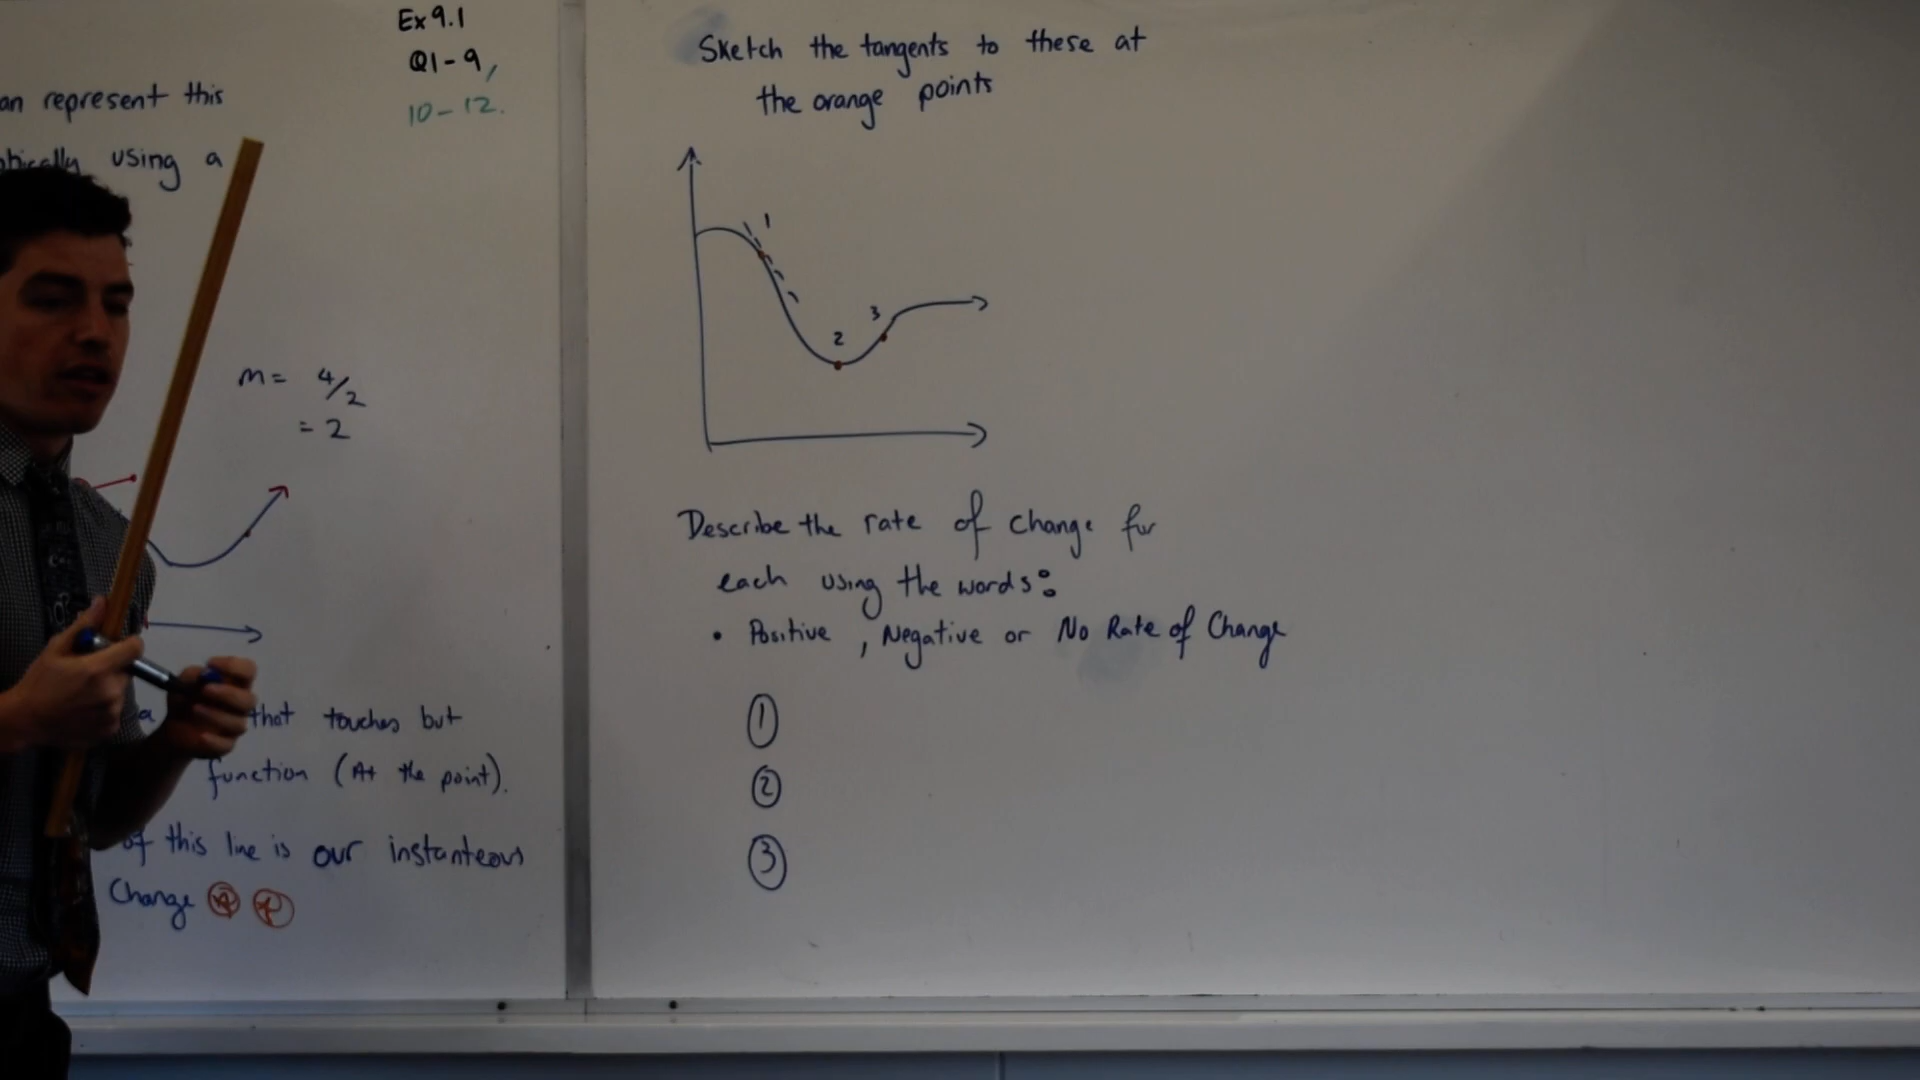 Ex 9.1
Q1-9,
10-12.
an represent this
using a
m = 4/2
= 2
a that touches but
function (At the point).
of this line is our instanteous
Change
Sketch the tangents to these at
the orange points
1
2
3
Describe the rate of change for
each using the words:
• Positive, Negative or No Rate of Change
①
②
③